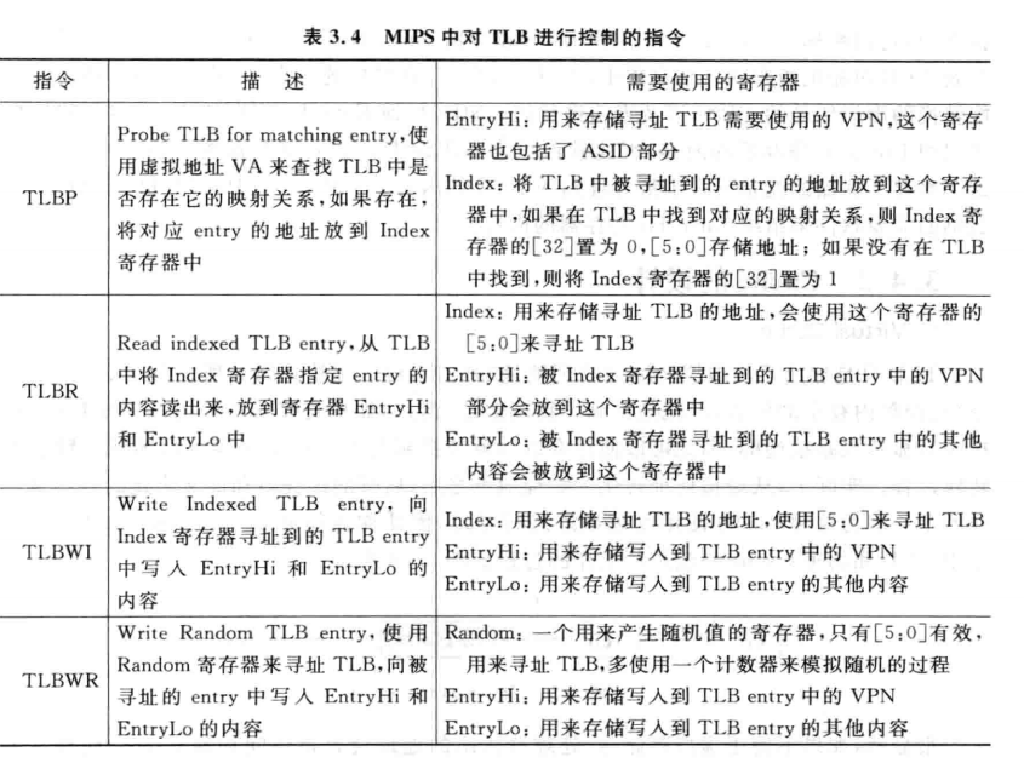 表 3.4 MIPS 中对 TLB 进行控制的指令
指令 描 述 需要使用的寄存器
TLBP
Probe TLB for matching entry,使
用虚拟地址 VA 来查找 TLB 中是
否存在它的映射关系,如果存在,
将对应 entry 的地址放到 Index
寄存器中
EntryHi: 用来存储寻址 TLB 需要使用的 VPN,这个寄存
器也包括了 ASID 部分
Index: 将 TLB 中被寻址到的 entry 的地址放到这个寄存
器中,如果在 TLB 中找到对应的映射关系,则 Index 寄
存器的[32]置为 0,[5:0]存储地址; 如果没有在 TLB
中找到,则将 Index 寄存器的[32]置为 1
TLBR
Read indexed TLB entry,从 TLB
中将 Index 寄存器指定 entry 的
内容读出来,放到寄存器 EntryHi
和 EntryLo 中
Index: 用来存储寻址 TLB 的地址,会使用这个寄存器的
[5:0]来寻址 TLB
EntryHi: 被 Index 寄存器寻址到的 TLB entry 中的 VPN
部分会放到这个寄存器中
EntryLo: 被 Index 寄存器寻址到的 TLB entry 中的其他
内容会被放到这个寄存器中
TLBWI
Write Indexed TLB entry, 向
Index 寄存器寻址到的 TLB entry
中写入 EntryHi 和 EntryLo 的
内容
Index: 用来存储寻址 TLB 的地址,使用[5:0]来寻址 TLB
EntryHi: 用来存储写入到 TLB entry 中的 VPN
EntryLo: 用来存储写入到 TLB entry 的其他内容
TLBWR
Write Random TLB entry, 使用
Random 寄存器来寻址 TLB,向被
寻址的 entry 中写入 EntryHi 和
EntryLo 的内容
Random: 一个用来产生随机值的寄存器,只有[5:0]有效,
用来寻址 TLB,多使用一个计数器来模拟随机的过程
EntryHi: 用来存储写入到 TLB entry 中的 VPN
EntryLo: 用来存储写入到 TLB entry 的其他内容